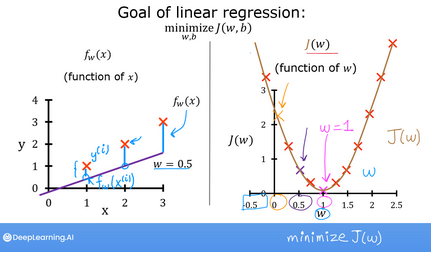 Goal of linear regression:
minimize J(w, b)
w,b
f_w(x)
(function of x)
4
3
2
1
0
y
0 1 2 3
x
f_w(x)
y^(i)
f_w(x^(i))
w = 0.5
J(w)
(function of w)
3
2
1
0
J(w)
-0.5 0 0.5 1 1.5 2 2.5
w
w=1
J(w)
w
DeepLearning.AI
minimize J(w)